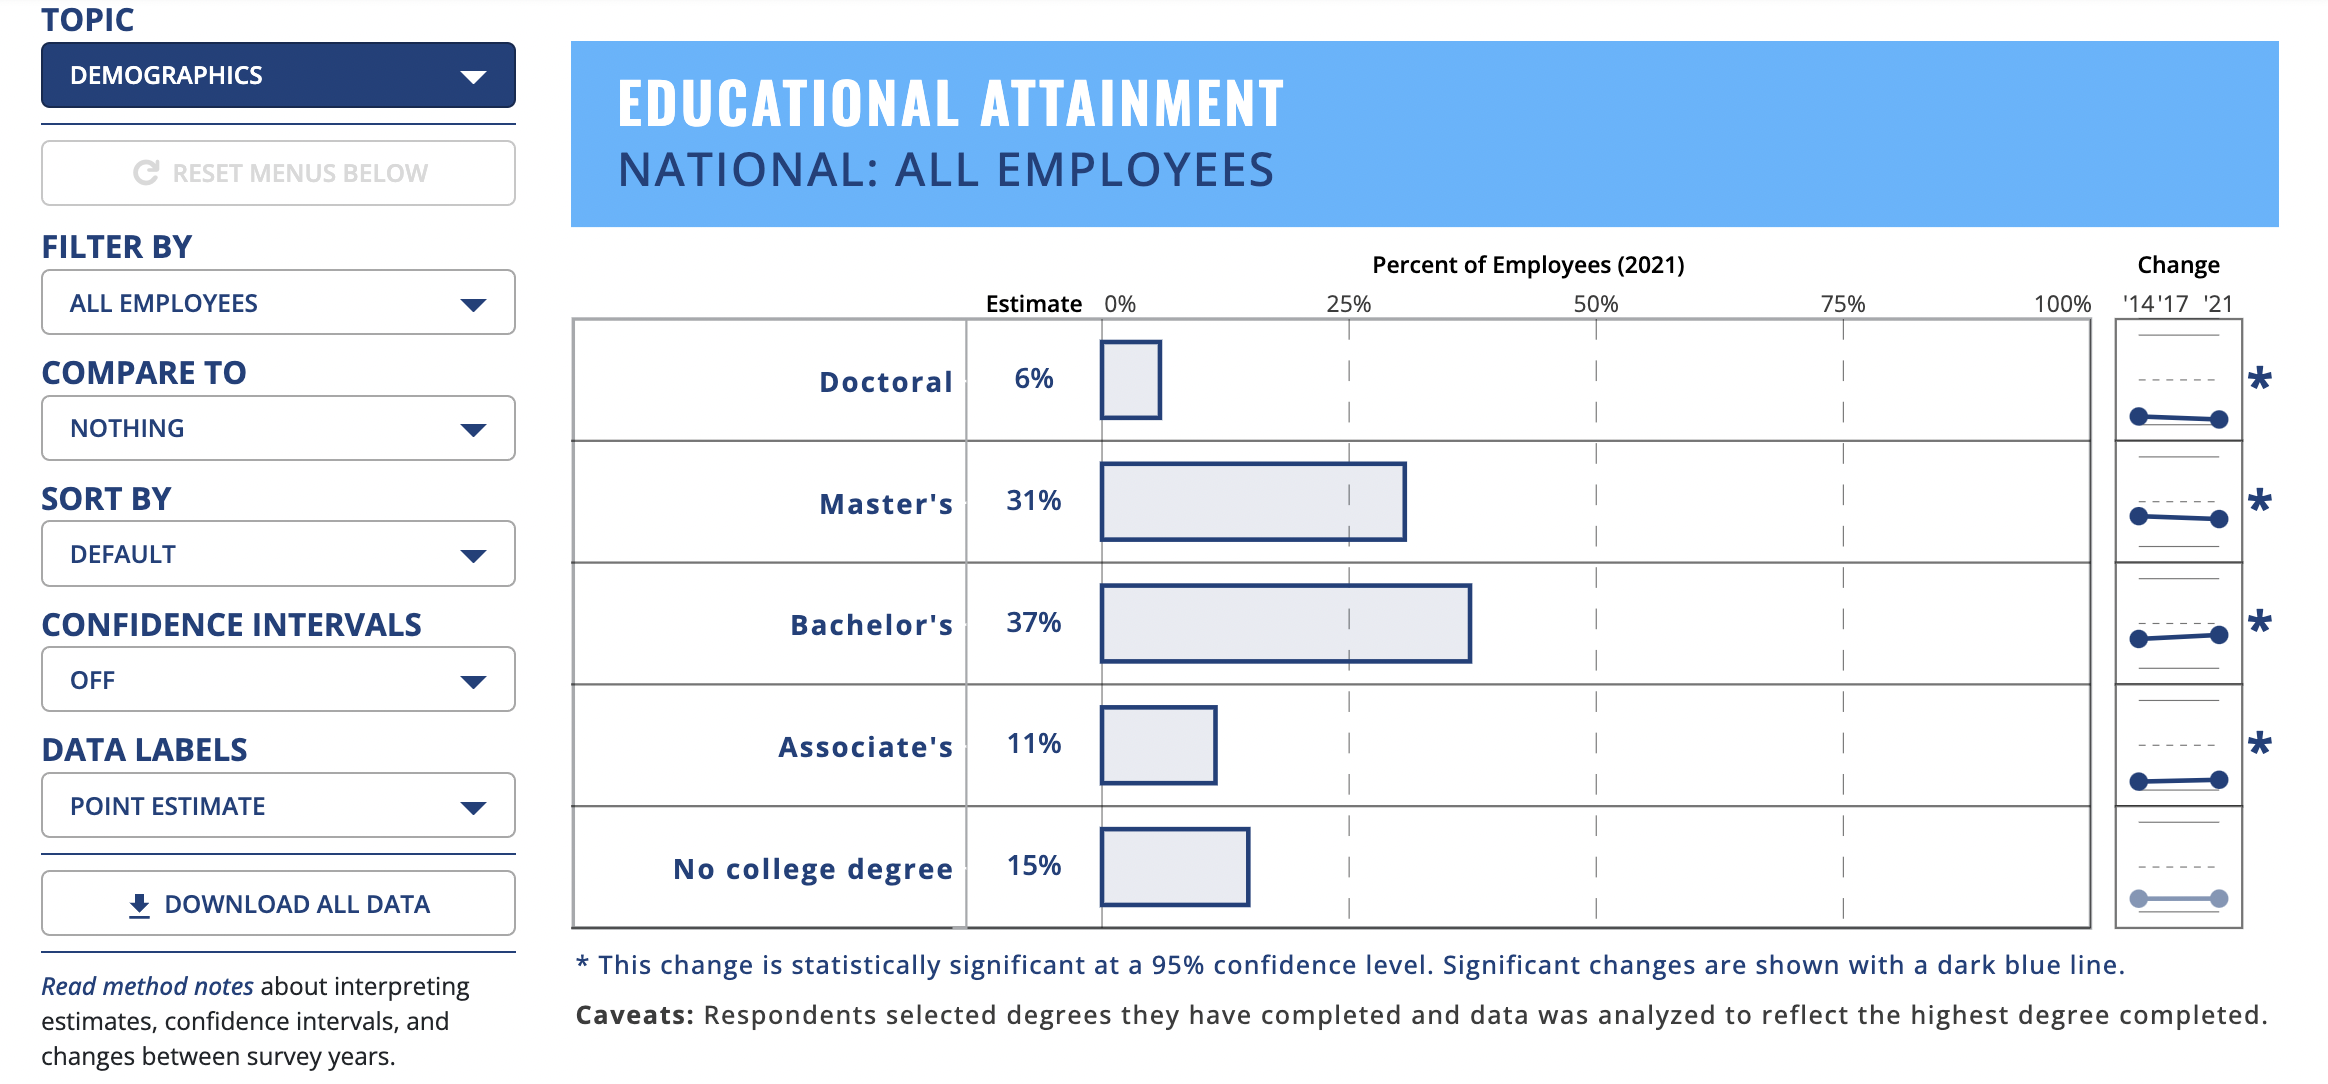 TOPIC
DEMOGRAPHICS
RESET MENUS BELOW
FILTER BY
ALL EMPLOYEES
COMPARE TO
NOTHING
SORT BY
DEFAULT
CONFIDENCE INTERVALS
OFF
DATA LABELS
POINT ESTIMATE
DOWNLOAD ALL DATA
Read method notes about interpreting
estimates, confidence intervals, and
changes between survey years.
EDUCATIONAL ATTAINMENT
NATIONAL: ALL EMPLOYEES
Percent of Employees (2021) Change
Estimate 0% 25% 50% 75% 100% '14 '17 '21
Doctoral 6% *
Master's 31% *
Bachelor's 37% *
Associate's 11% *
No college degree 15%
* This change is statistically significant at a 95% confidence level. Significant changes are shown with a dark blue line.
Caveats: Respondents selected degrees they have completed and data was analyzed to reflect the highest degree completed.